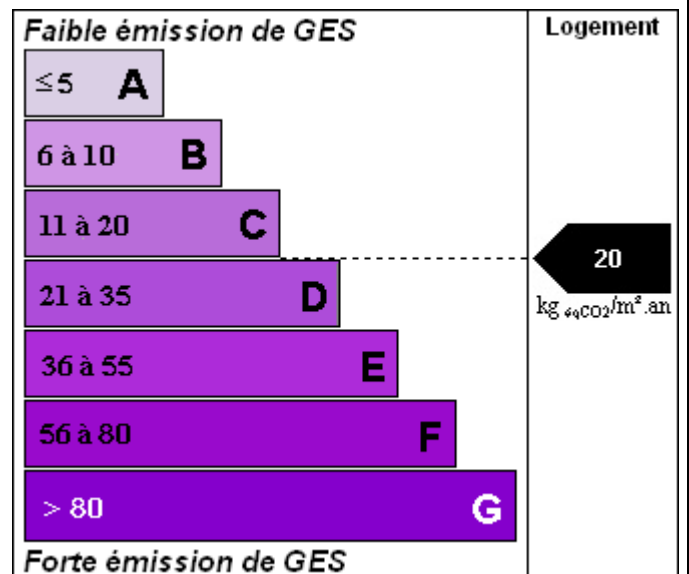 Faible émission de GES
Logement
≤5 A
6 à 10 B
11 à 20 C
20
kg éqCO2/m².an
21 à 35 D
36 à 55 E
56 à 80 F
> 80 G
Forte émission de GES